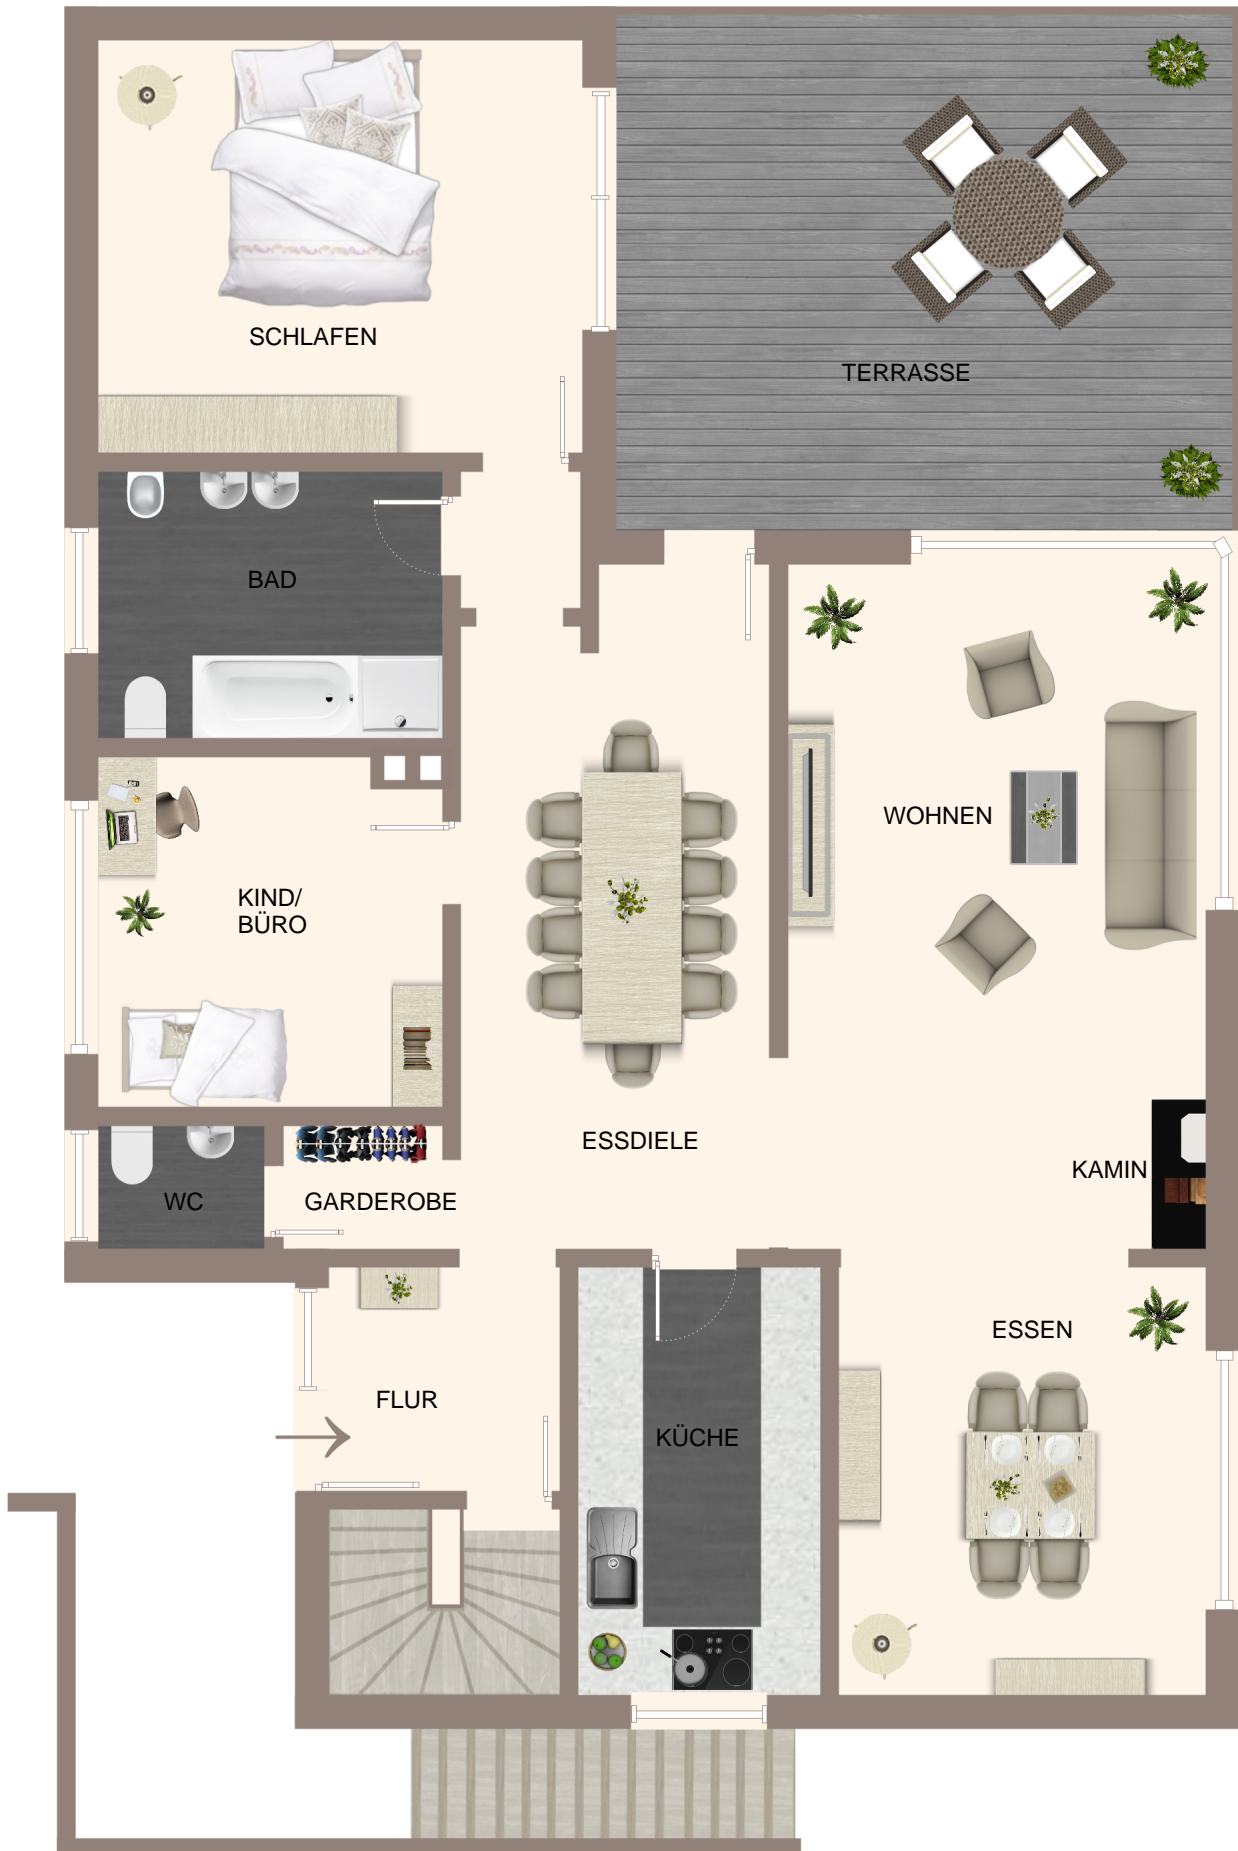 SCHLAFEN
TERRASSE
BAD
WOHNEN
KIND/
BÜRO
ESSDIELE
KAMIN
WC
GARDEROBE
ESSEN
FLUR
KÜCHE